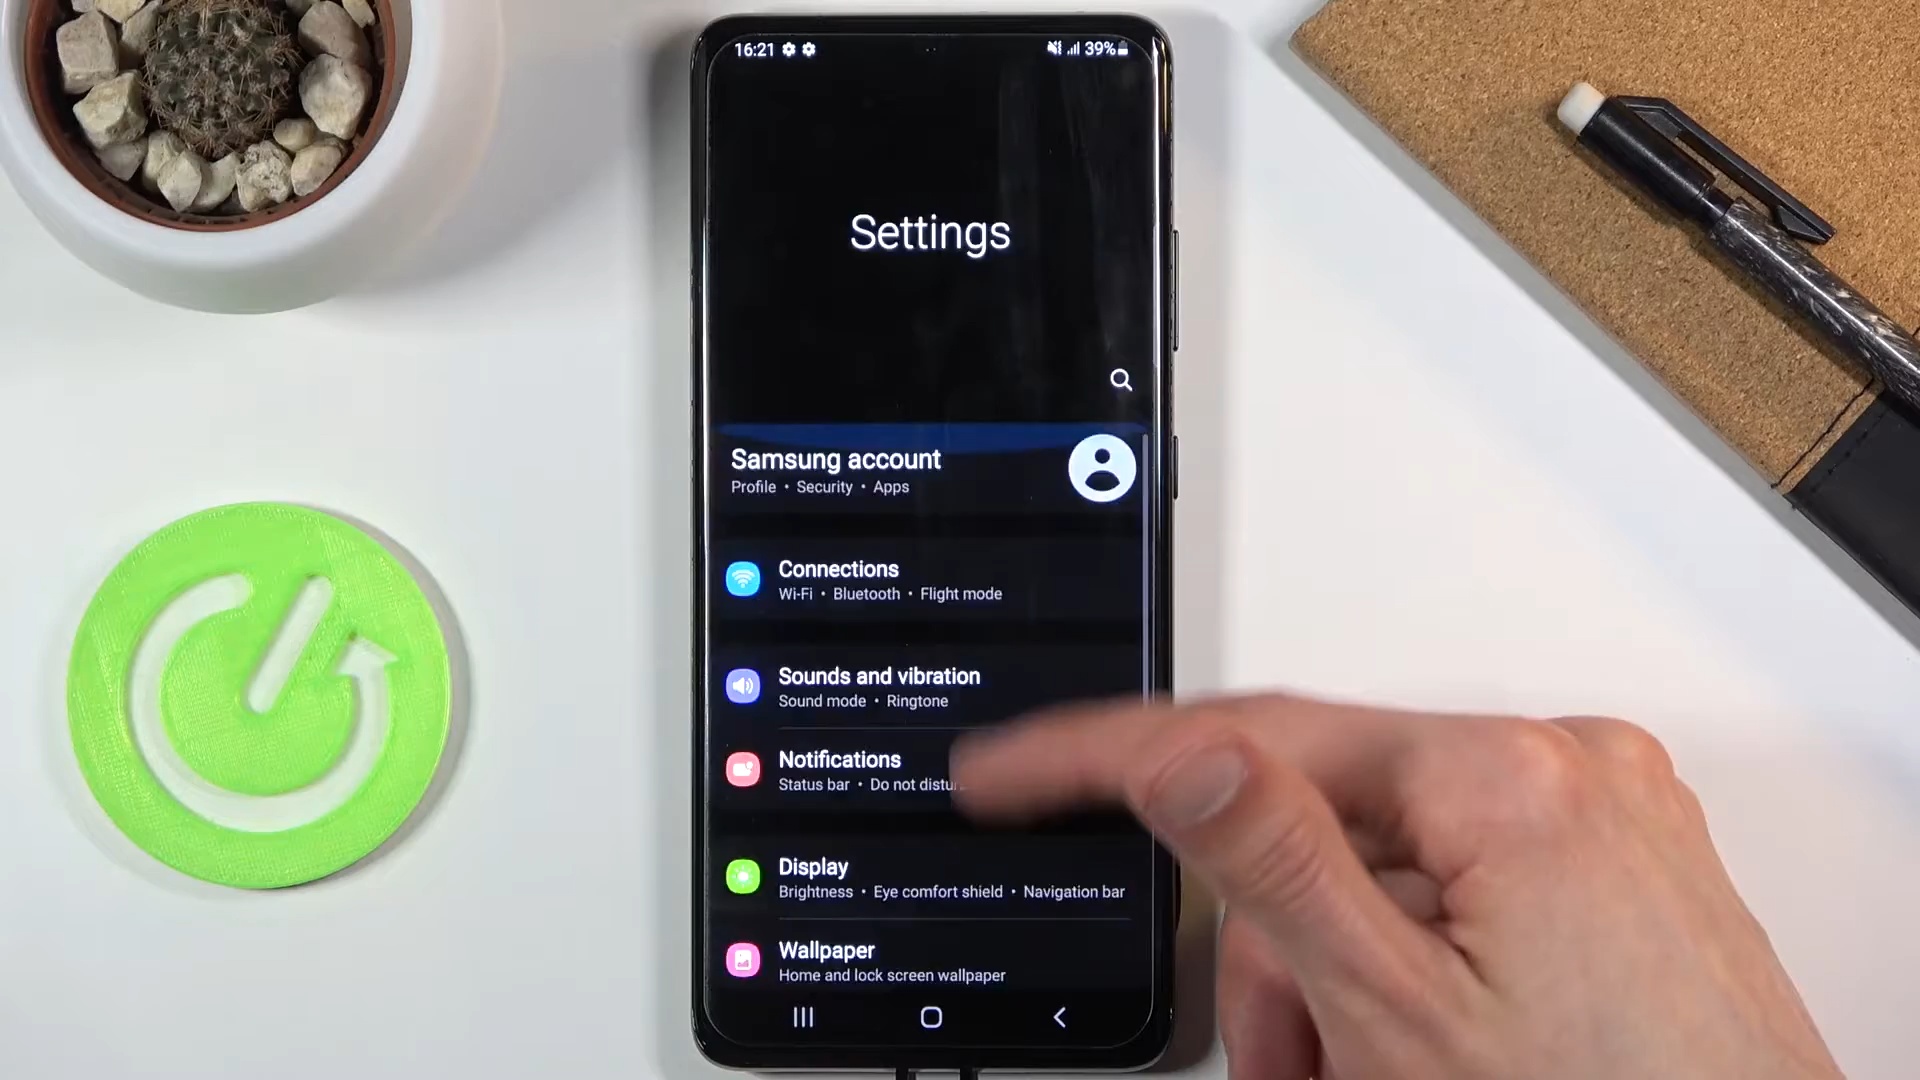 16:21 39%
Settings
Samsung account
Profile • Security • Apps
Connections
Wi-Fi • Bluetooth • Flight mode
Sounds and vibration
Sound mode • Ringtone
Notifications
Status bar • Do not
Display
Brightness • Eye comfort shield • Navigation bar
Wallpaper
Home and lock screen wallpaper